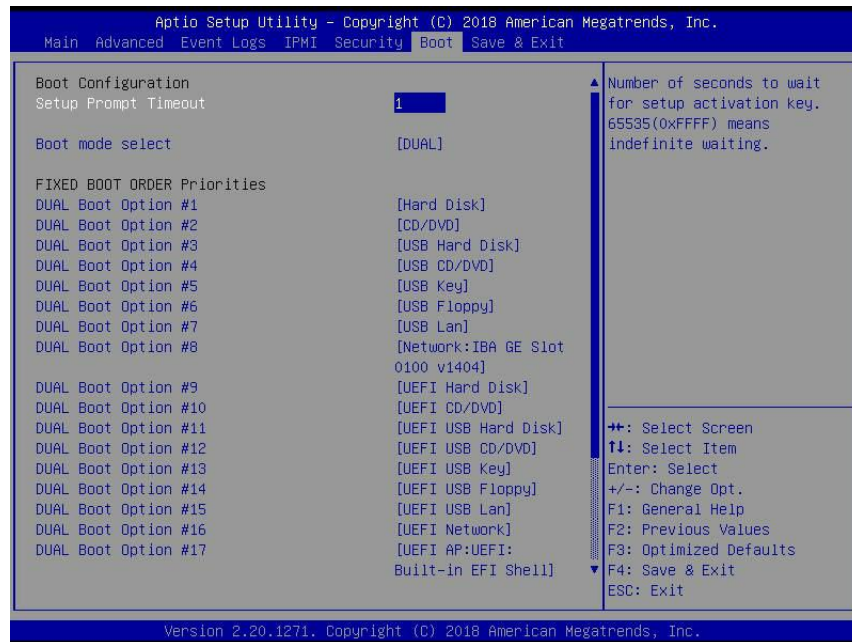 Aptio Setup Utility – Copyright (C) 2018 American Megatrends, Inc.
Main Advanced Event Logs IPMI Security Boot Save & Exit
Boot Configuration
Setup Prompt Timeout 1
Boot mode select [DUAL]
FIXED BOOT ORDER Priorities
DUAL Boot Option #1 [Hard Disk]
DUAL Boot Option #2 [CD/DVD]
DUAL Boot Option #3 [USB Hard Disk]
DUAL Boot Option #4 [USB CD/DVD]
DUAL Boot Option #5 [USB Key]
DUAL Boot Option #6 [USB Floppy]
DUAL Boot Option #7 [USB Lan]
DUAL Boot Option #8 [Network:IBA GE Slot
0100 v1404]
DUAL Boot Option #9 [UEFI Hard Disk]
DUAL Boot Option #10 [UEFI CD/DVD]
DUAL Boot Option #11 [UEFI USB Hard Disk]
DUAL Boot Option #12 [UEFI USB CD/DVD]
DUAL Boot Option #13 [UEFI USB Key]
DUAL Boot Option #14 [UEFI USB Floppy]
DUAL Boot Option #15 [UEFI USB Lan]
DUAL Boot Option #16 [UEFI Network]
DUAL Boot Option #17 [UEFI AP:UEFI:
Built-in EFI Shell]
Number of seconds to wait
for setup activation key.
65535(0xFFFF) means
indefinite waiting.
→←: Select Screen
↑↓: Select Item
Enter: Select
+/-: Change Opt.
F1: General Help
F2: Previous Values
F3: Optimized Defaults
F4: Save & Exit
ESC: Exit
Version 2.20.1271. Copyright (C) 2018 American Megatrends, Inc.